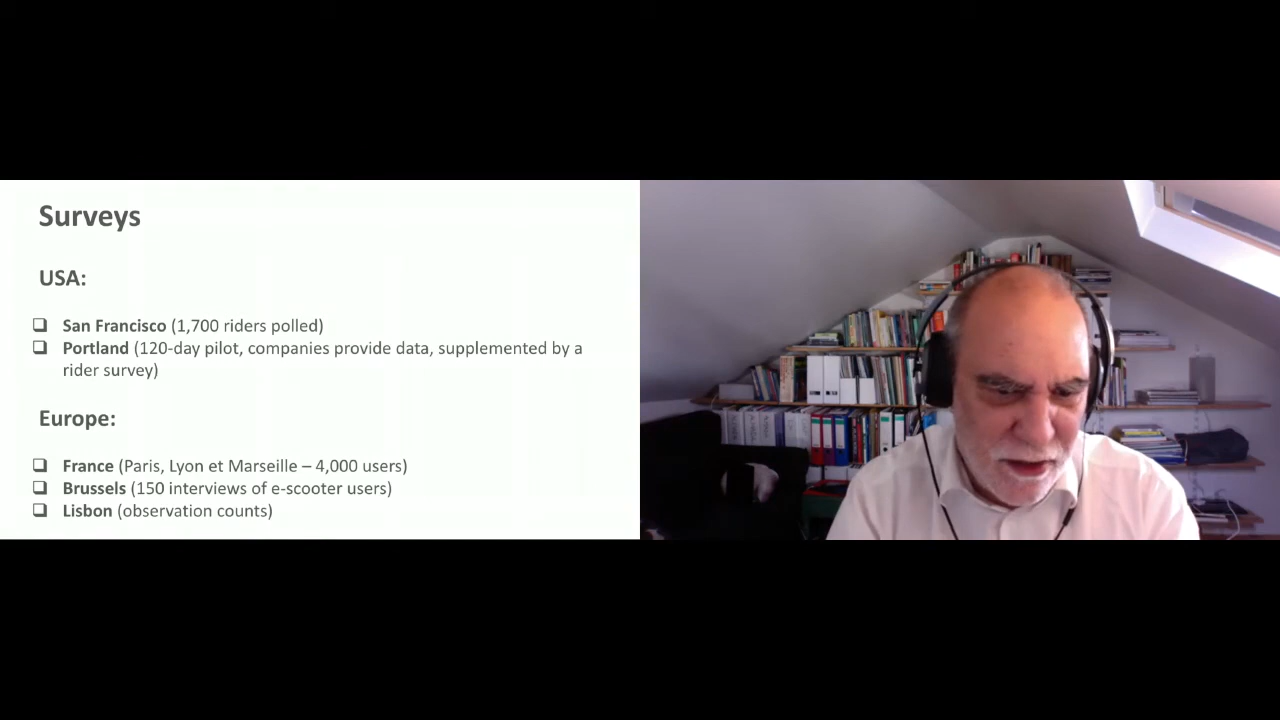 Surveys
USA:
❑ San Francisco (1,700 riders polled)
❑ Portland (120-day pilot, companies provide data, supplemented by a
rider survey)
Europe:
❑ France (Paris, Lyon et Marseille – 4,000 users)
❑ Brussels (150 interviews of e-scooter users)
❑ Lisbon (observation counts)